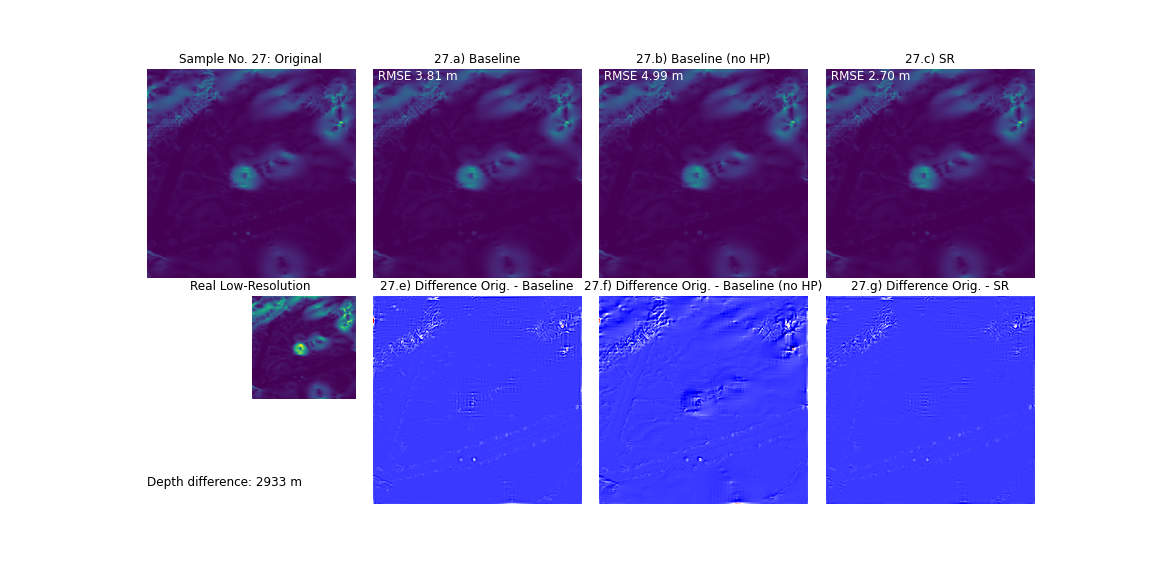 Sample No. 27: Original
27.a) Baseline
27.b) Baseline (no HP)
27.c) SR
RMSE 3.81 m
RMSE 4.99 m
RMSE 2.70 m
Real Low-Resolution
27.e) Difference Orig. - Baseline
27.f) Difference Orig. - Baseline (no HP)
27.g) Difference Orig. - SR
Depth difference: 2933 m